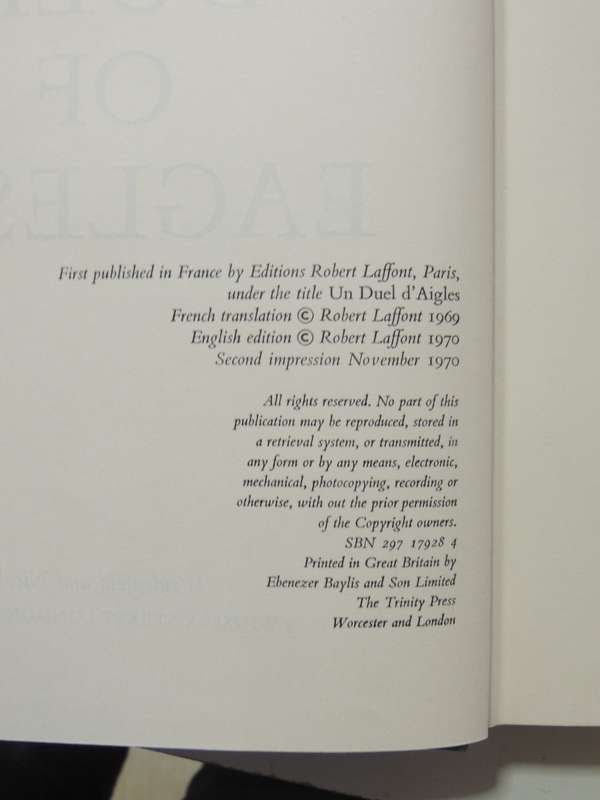 OF
EAGLES
First published in France by Editions Robert Laffont, Paris,
under the title Un Duel d'Aigles
French translation © Robert Laffont 1969
English edition © Robert Laffont 1970
Second impression November 1970
All rights reserved. No part of this
publication may be reproduced, stored in
a retrieval system, or transmitted, in
any form or by any means, electronic,
mechanical, photocopying, recording or
otherwise, with out the prior permission
of the Copyright owners.
SBN 297 17928 4
Printed in Great Britain by
Ebenezer Baylis and Son Limited
The Trinity Press
Worcester and London